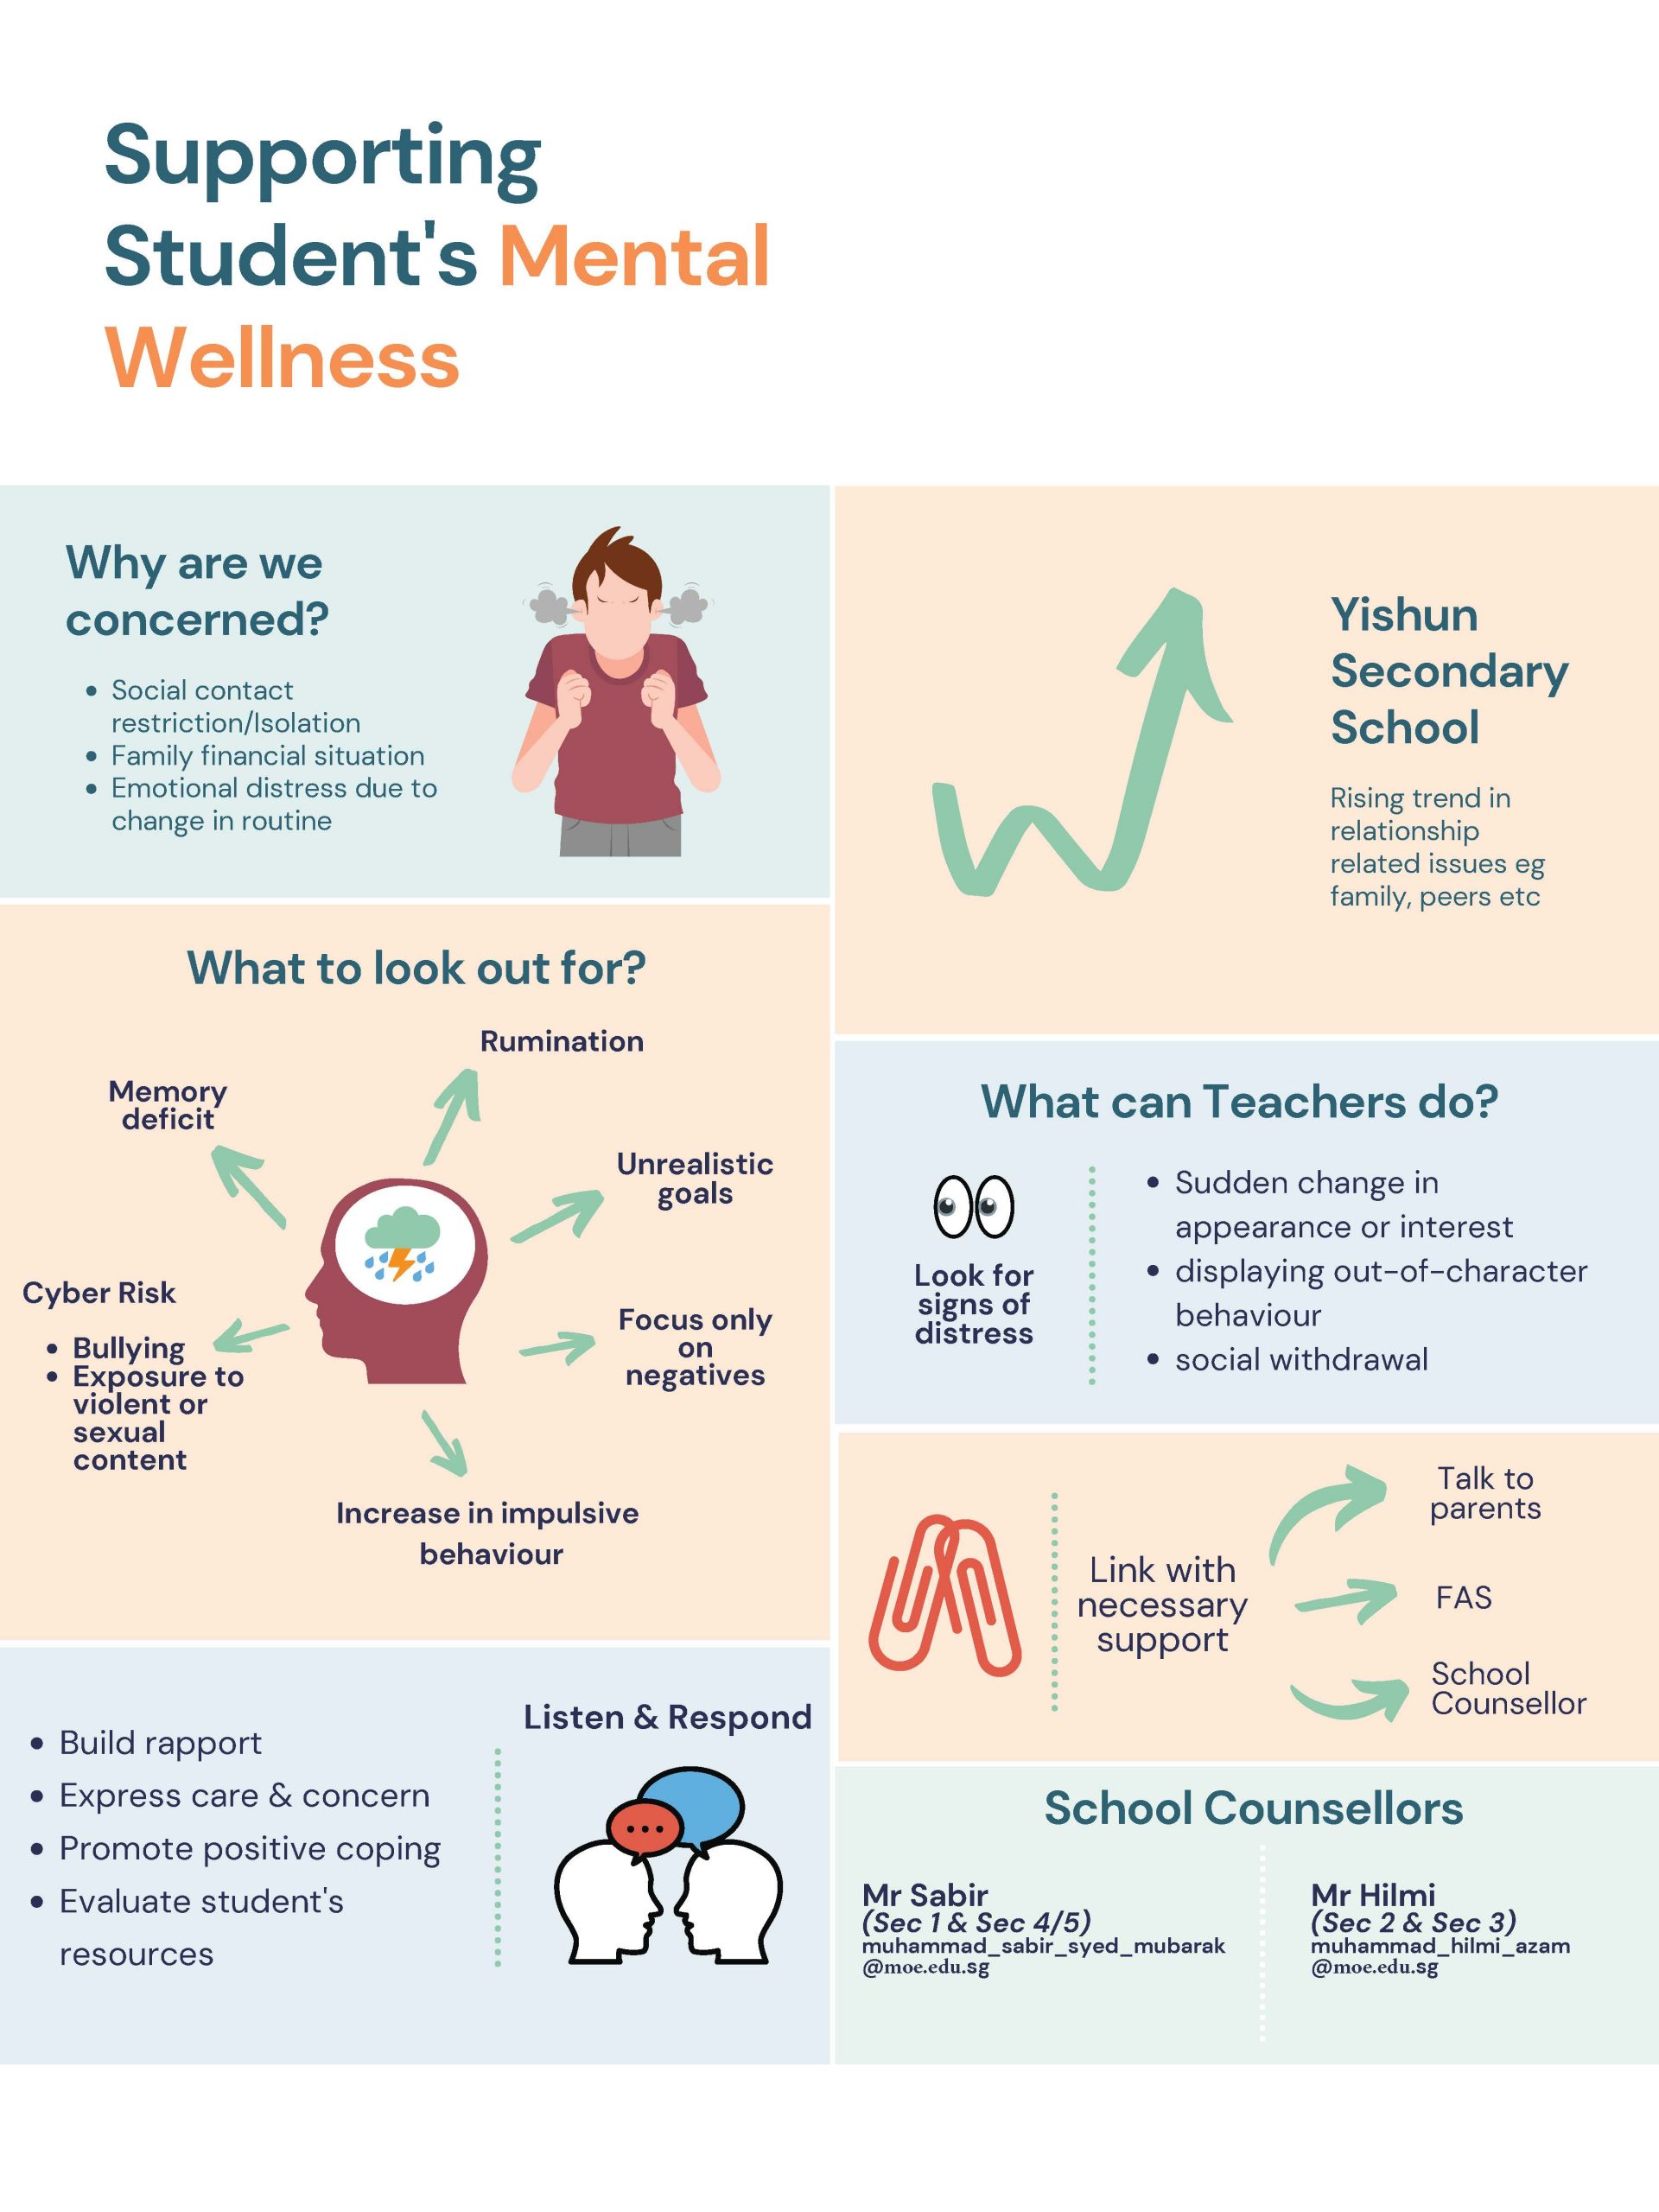 Supporting
Student's Mental
Wellness
Why are we
concerned?
• Social contact
restriction/Isolation
• Family financial situation
• Emotional distress due to
change in routine
Yishun
Secondary
School
Rising trend in
relationship
related issues eg
family, peers etc
What to look out for?
Rumination
Memory
deficit
Unrealistic
goals
Cyber Risk
• Bullying
• Exposure to
violent or
sexual
content
Focus only
on
negatives
Increase in impulsive
behaviour
What can Teachers do?
Look for
signs of
distress
• Sudden change in
appearance or interest
• displaying out-of-character
behaviour
• social withdrawal
Link with
necessary
support
Talk to
parents
FAS
School
Counsellor
Listen & Respond
• Build rapport
• Express care & concern
• Promote positive coping
• Evaluate student's
resources
School Counsellors
Mr Sabir
(Sec 1 & Sec 4/5)
muhammad_sabir_syed_mubarak
@moe.edu.sg
Mr Hilmi
(Sec 2 & Sec 3)
muhammad_hilmi_azam
@moe.edu.sg